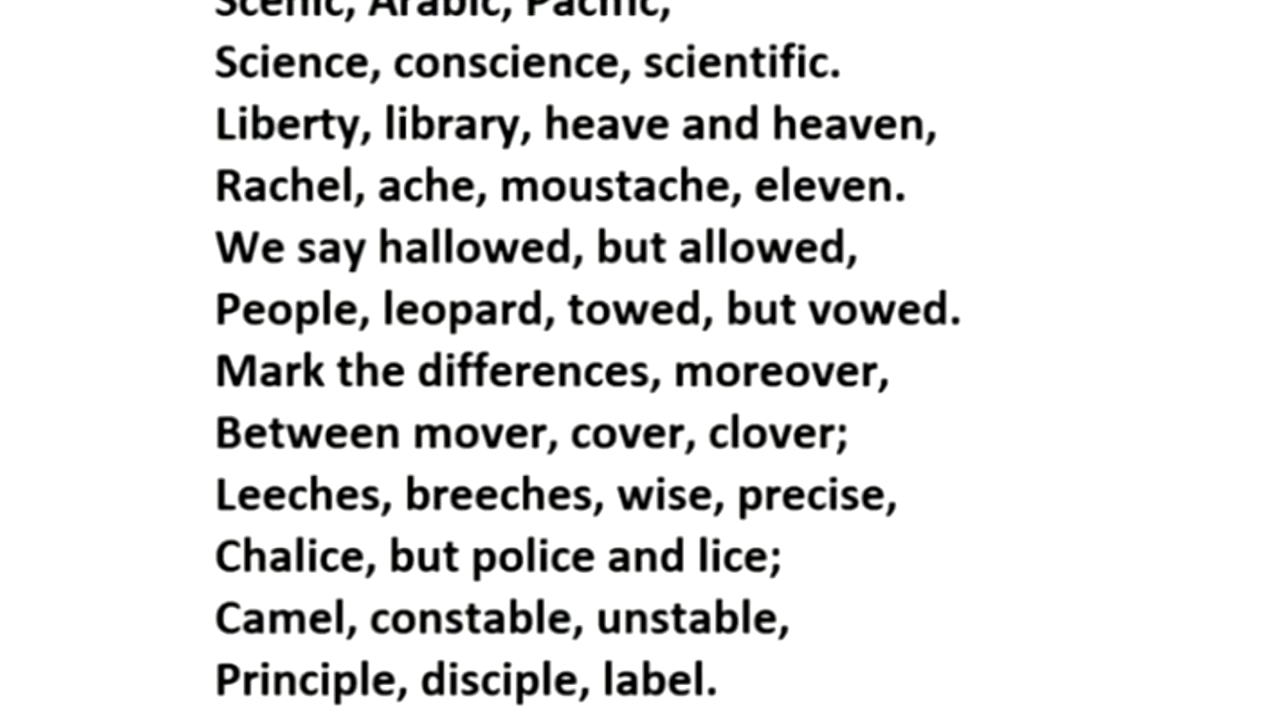 Scenic, Arabic, Pacific,
Science, conscience, scientific.
Liberty, library, heave and heaven,
Rachel, ache, moustache, eleven.
We say hallowed, but allowed,
People, leopard, towed, but vowed.
Mark the differences, moreover,
Between mover, cover, clover;
Leeches, breeches, wise, precise,
Chalice, but police and lice;
Camel, constable, unstable,
Principle, disciple, label.